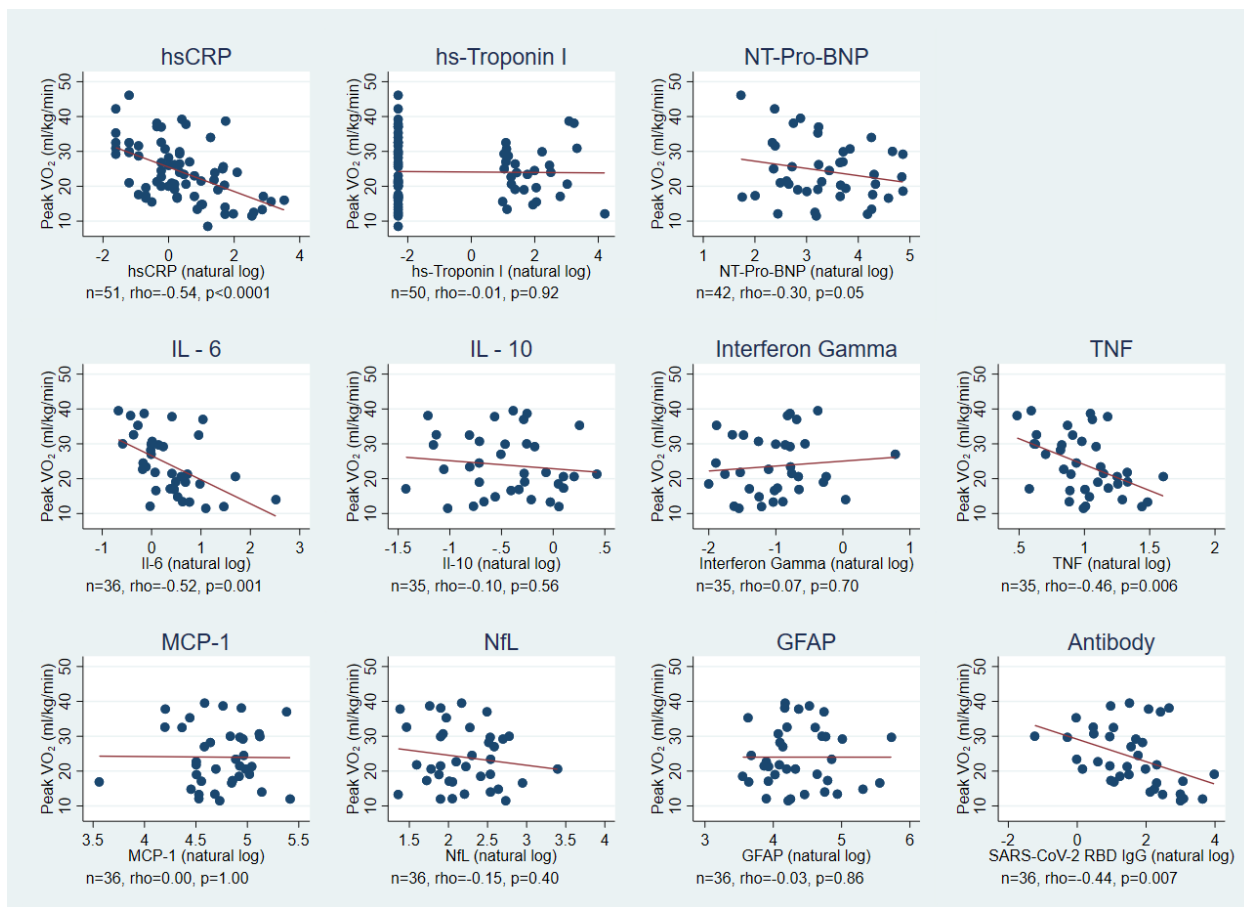 hsCRP
hs-Troponin I
NT-Pro-BNP
Peak VO₂ (ml/kg/min)
50
40
30
20
10
-2 0 2 4
hsCRP (natural log)
n=51, rho=-0.54, p<0.0001
Peak VO₂ (ml/kg/min)
50
40
30
20
10
-2 0 2 4
hs-Troponin I (natural log)
n=50, rho=-0.01, p=0.92
Peak VO₂ (ml/kg/min)
50
40
30
20
10
1 2 3 4 5
NT-Pro-BNP (natural log)
n=42, rho=-0.30, p=0.05
IL - 6
IL - 10
Interferon Gamma
TNF
Peak VO₂ (ml/kg/min)
50
40
30
20
10
-1 0 1 2 3
Il-6 (natural log)
n=36, rho=-0.52, p=0.001
Peak VO₂ (ml/kg/min)
50
40
30
20
10
-1.5 -1 -.5 0 .5
Il-10 (natural log)
n=35, rho=-0.10, p=0.56
Peak VO₂ (ml/kg/min)
50
40
30
20
10
-2 -1 0 1
Interferon Gamma (natural log)
n=35, rho=0.07, p=0.70
Peak VO₂ (ml/kg/min)
50
40
30
20
10
.5 1 1.5 2
TNF (natural log)
n=35, rho=-0.46, p=0.006
MCP-1
NfL
GFAP
Antibody
Peak VO₂ (ml/kg/min)
50
40
30
20
10
3.5 4 4.5 5 5.5
MCP-1 (natural log)
n=36, rho=0.00, p=1.00
Peak VO₂ (ml/kg/min)
50
40
30
20
10
1.5 2 2.5 3 3.5 4
NfL (natural log)
n=36, rho=-0.15, p=0.40
Peak VO₂ (ml/kg/min)
50
40
30
20
10
3 4 5 6
GFAP (natural log)
n=36, rho=-0.03, p=0.86
Peak VO₂ (ml/kg/min)
50
40
30
20
10
-2 0 2 4
SARS-CoV-2 RBD IgG (natural log)
n=36, rho=-0.44, p=0.007